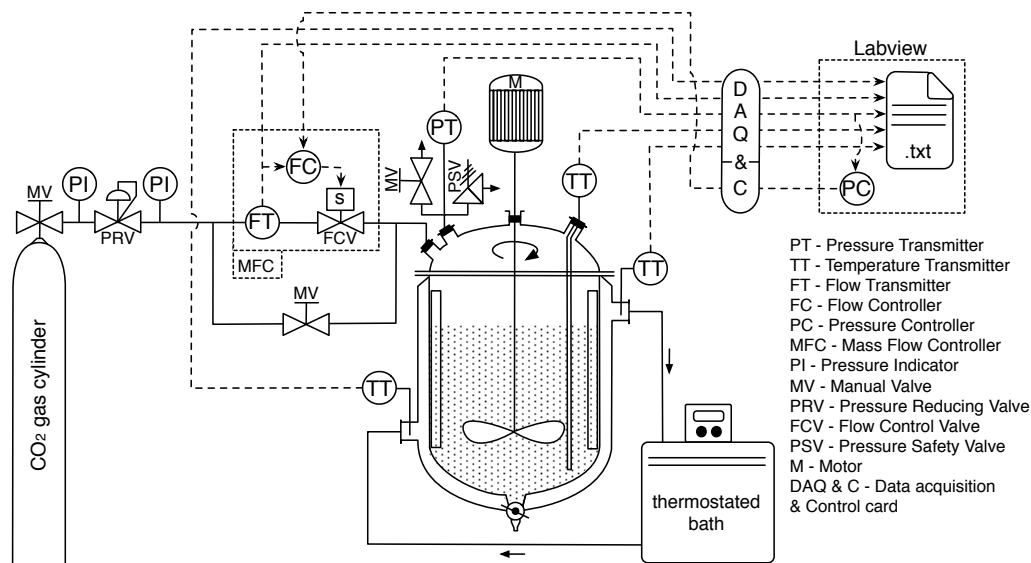 Labview
M
D
A
Q
&
C
PT
.txt
FC
MV
PSV
TT
PC
MV
PI
PI
S
FT
PRV
FCV
MFC
TT
MV
TT
CO2 gas cylinder
thermostated
bath
PT - Pressure Transmitter
TT - Temperature Transmitter
FT - Flow Transmitter
FC - Flow Controller
PC - Pressure Controller
MFC - Mass Flow Controller
PI - Pressure Indicator
MV - Manual Valve
PRV - Pressure Reducing Valve
FCV - Flow Control Valve
PSV - Pressure Safety Valve
M - Motor
DAQ & C - Data acquisition
& Control card